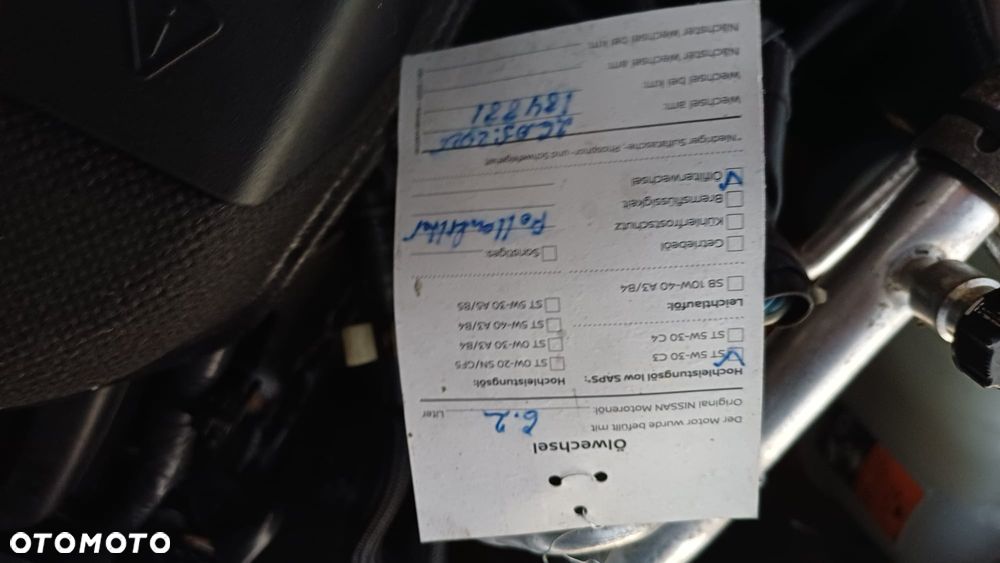 Ölwechsel
Der Motor wurde befüllt mit
Original NISSAN Motorenöl: 6.2 Liter
Hochleistungsöl low SAPS*:
ST 5W-30 C3
ST 5W-30 C4
Leichtlauföl:
SB 10W-40 A3/B4
Hochleistungsöl:
ST 0W-20 SN/CF5
ST 0W-30 A3/B4
ST 5W-40 A3/B4
ST 5W-30 A5/B5
Getriebeöl
Kühlerfrostschutz
Bremsflüssigkeit
Ölfilterwechsel
Sonstiges
Pollenfilter
*Niedriger Sulfatasche-, Phosphor- und Schwefelgehalt
Wechsel am:
Wechsel bei km:
Nächster Wechsel am:
Nächster Wechsel bei km:
OTOMOTO